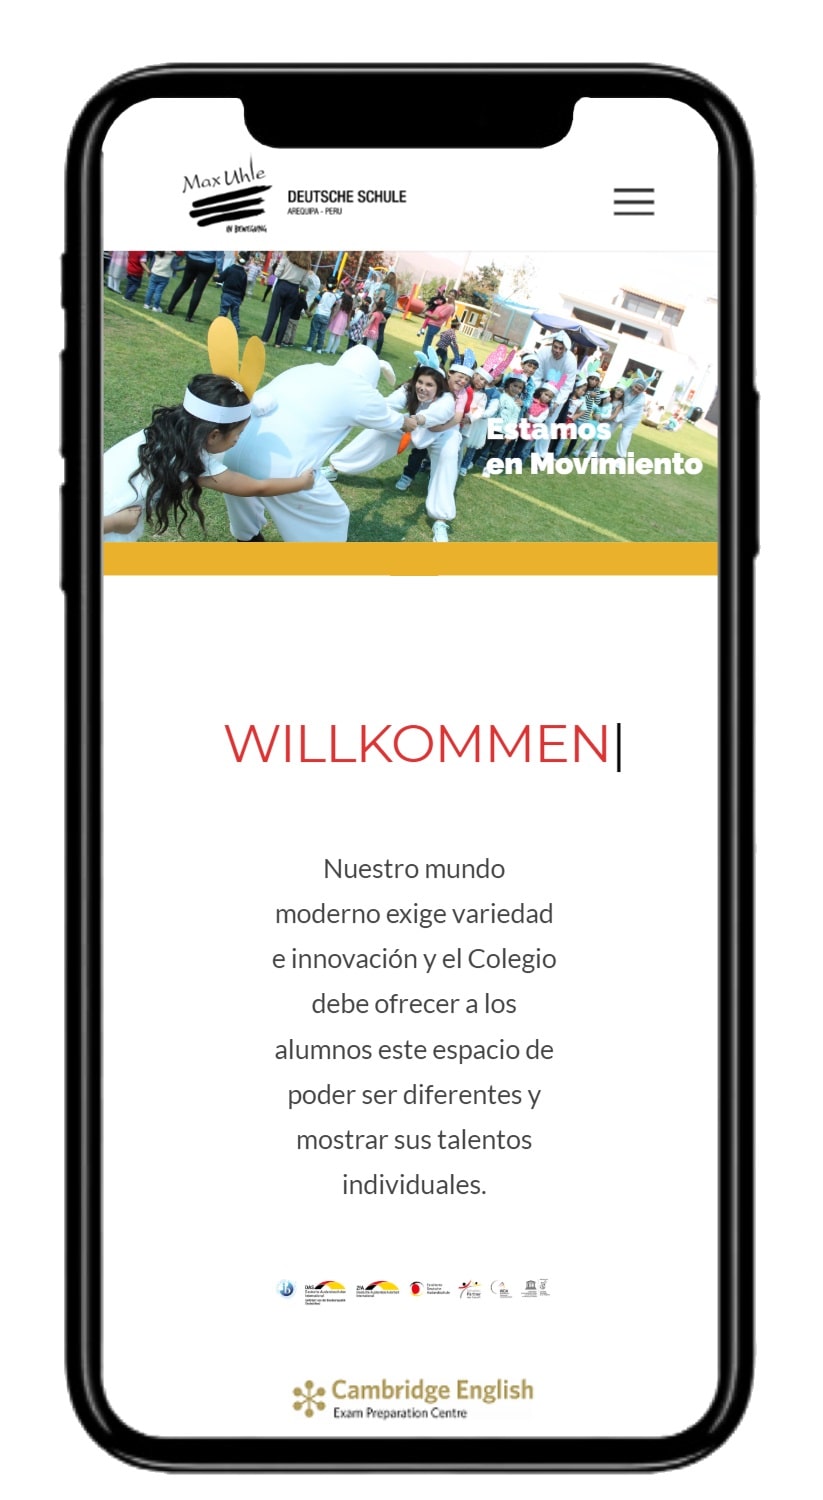 Max Uhle
IN BEWEGUNG
DEUTSCHE SCHULE
AREQUIPA - PERU
Estamos
en Movimiento
WILLKOMMEN
Nuestro mundo
moderno exige variedad
e innovación y el Colegio
debe ofrecer a los
alumnos este espacio de
poder ser diferentes y
mostrar sus talentos
individuales.
DAS
ZfA
Cambridge English
Exam Preparation Centre